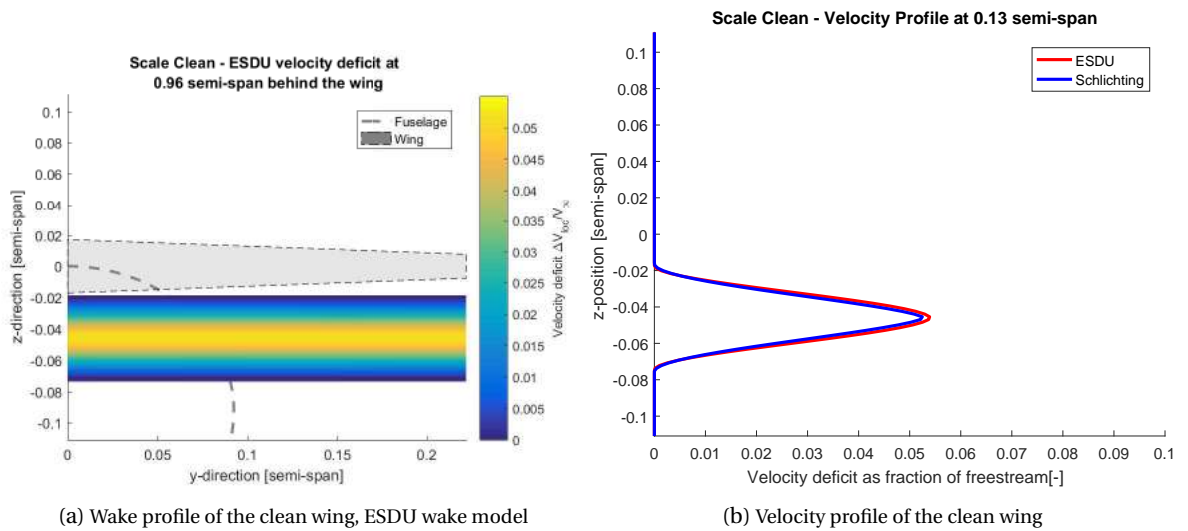 Scale Clean - ESDU velocity deficit at
0.96 semi-span behind the wing
0.1
0.08
0.06
0.04
0.02
0
-0.02
-0.04
-0.06
-0.08
-0.1
z-direction [semi-span]
0 0.05 0.1 0.15 0.2
y-direction [semi-span]
Fuselage
Wing
0.05
0.045
0.04
0.035
0.03
0.025
0.02
0.015
0.01
0.005
0
Velocity deficit ΔV_loc/V_∞
(a) Wake profile of the clean wing, ESDU wake model
Scale Clean - Velocity Profile at 0.13 semi-span
0.1
0.08
0.06
0.04
0.02
0
-0.02
-0.04
-0.06
-0.08
-0.1
z-position [semi-span]
ESDU
Schlichting
0 0.01 0.02 0.03 0.04 0.05 0.06 0.07 0.08 0.09 0.1
Velocity deficit as fraction of freestream[-]
(b) Velocity profile of the clean wing